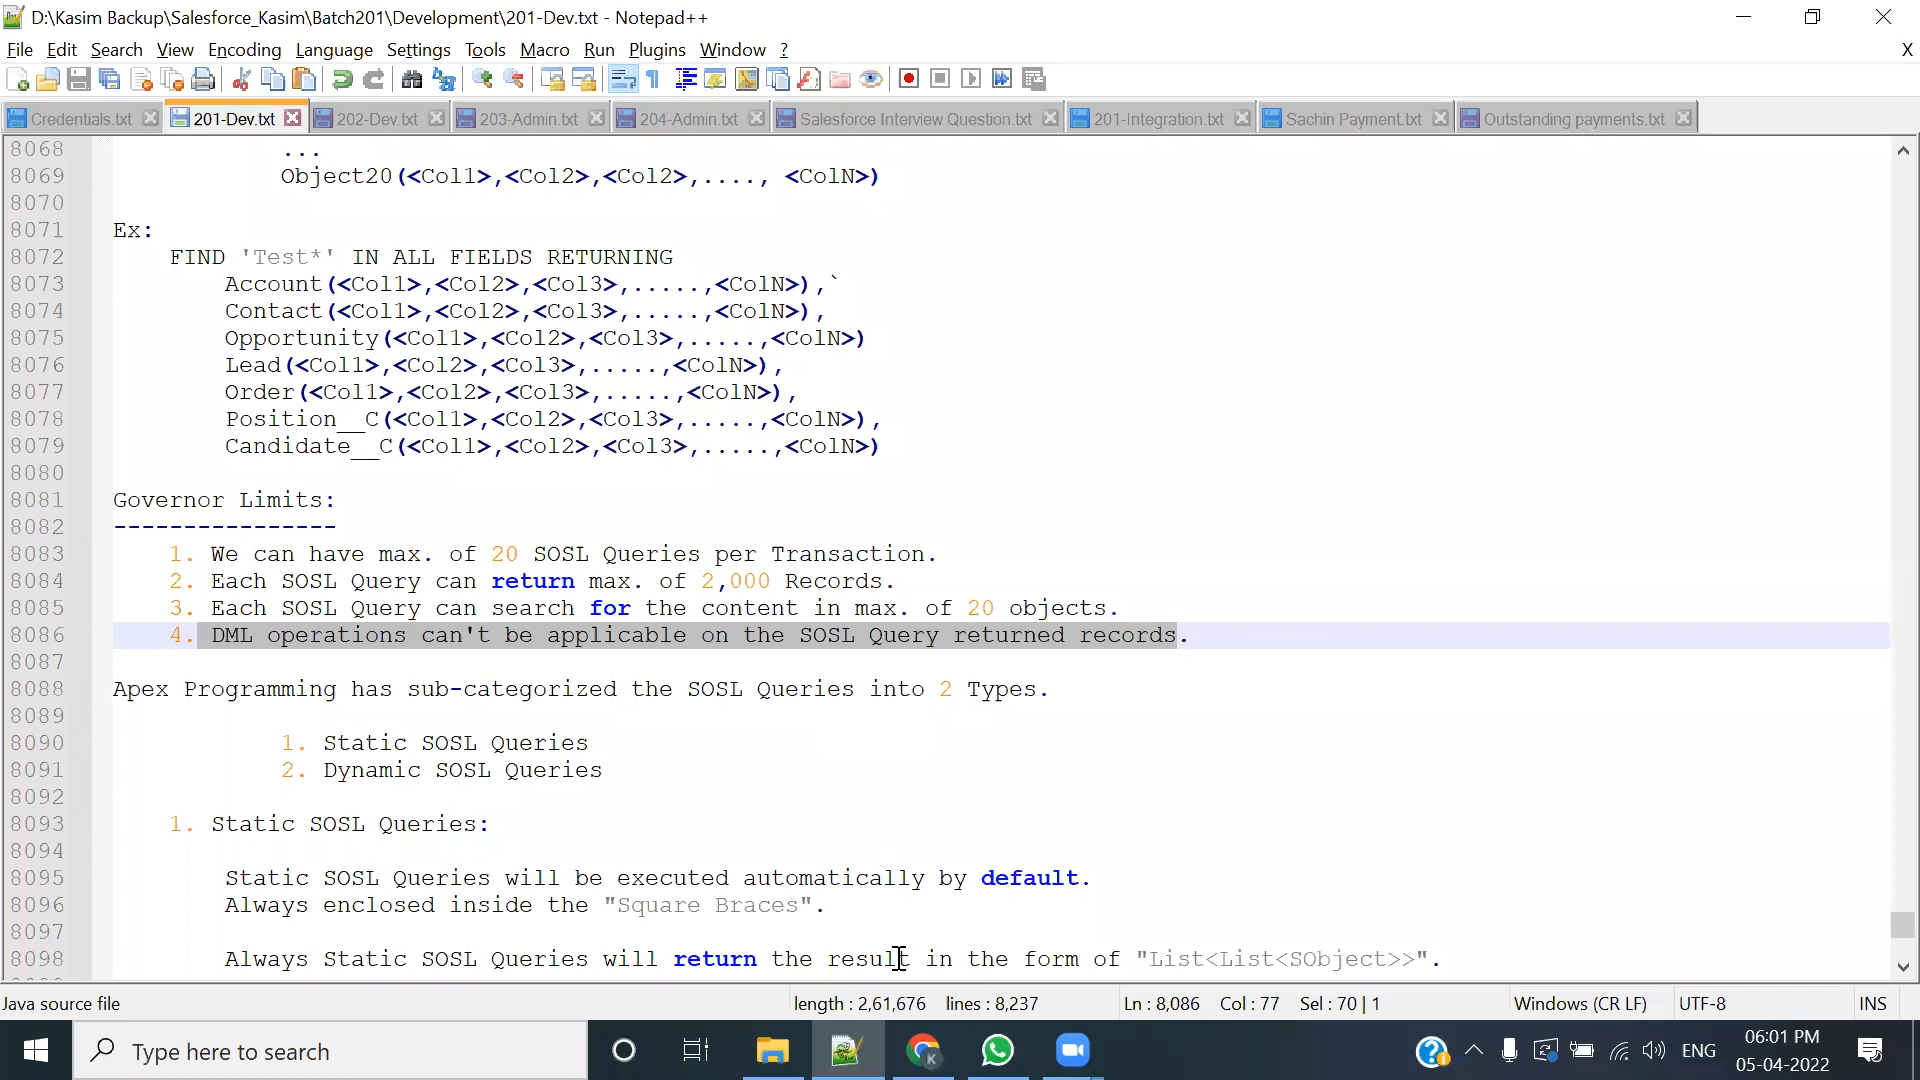 D:\Kasim Backup\Salesforce_Kasim\Batch201\Development\201-Dev.txt - Notepad++
File Edit Search View Encoding Language Settings Tools Macro Run Plugins Window ? X
Credentials.txt 201-Dev.txt 202-Dev.txt 203-Admin.txt 204-Admin.txt Salesforce Interview Question.txt 201-Integration.txt Sachin Payment.txt Outstanding payments.txt
8068 ...
8069 Object20(<Col1>,<Col2>,<Col2>,...., <ColN>)
8070
8071 Ex:
8072 FIND 'Test*' IN ALL FIELDS RETURNING
8073 Account(<Col1>,<Col2>,<Col3>,.....,<ColN>),`
8074 Contact(<Col1>,<Col2>,<Col3>,.....,<ColN>),
8075 Opportunity(<Col1>,<Col2>,<Col3>,.....,<ColN>)
8076 Lead(<Col1>,<Col2>,<Col3>,.....,<ColN>),
8077 Order(<Col1>,<Col2>,<Col3>,.....,<ColN>),
8078 Position__C(<Col1>,<Col2>,<Col3>,.....,<ColN>),
8079 Candidate__C(<Col1>,<Col2>,<Col3>,.....,<ColN>)
8080
8081 Governor Limits:
8082 ----------------
8083 1. We can have max. of 20 SOSL Queries per Transaction.
8084 2. Each SOSL Query can return max. of 2,000 Records.
8085 3. Each SOSL Query can search for the content in max. of 20 objects.
8086 4. DML operations can't be applicable on the SOSL Query returned records.
8087
8088 Apex Programming has sub-categorized the SOSL Queries into 2 Types.
8089
8090 1. Static SOSL Queries
8091 2. Dynamic SOSL Queries
8092
8093 1. Static SOSL Queries:
8094
8095 Static SOSL Queries will be executed automatically by default.
8096 Always enclosed inside the "Square Braces".
8097
8098 Always Static SOSL Queries will return the result in the form of "List<List<SObject>>".
Java source file length : 2,61,676 lines : 8,237 Ln : 8,086 Col : 77 Sel : 70 | 1 Windows (CR LF) UTF-8 INS
Type here to search
ENG
06:01 PM
05-04-2022